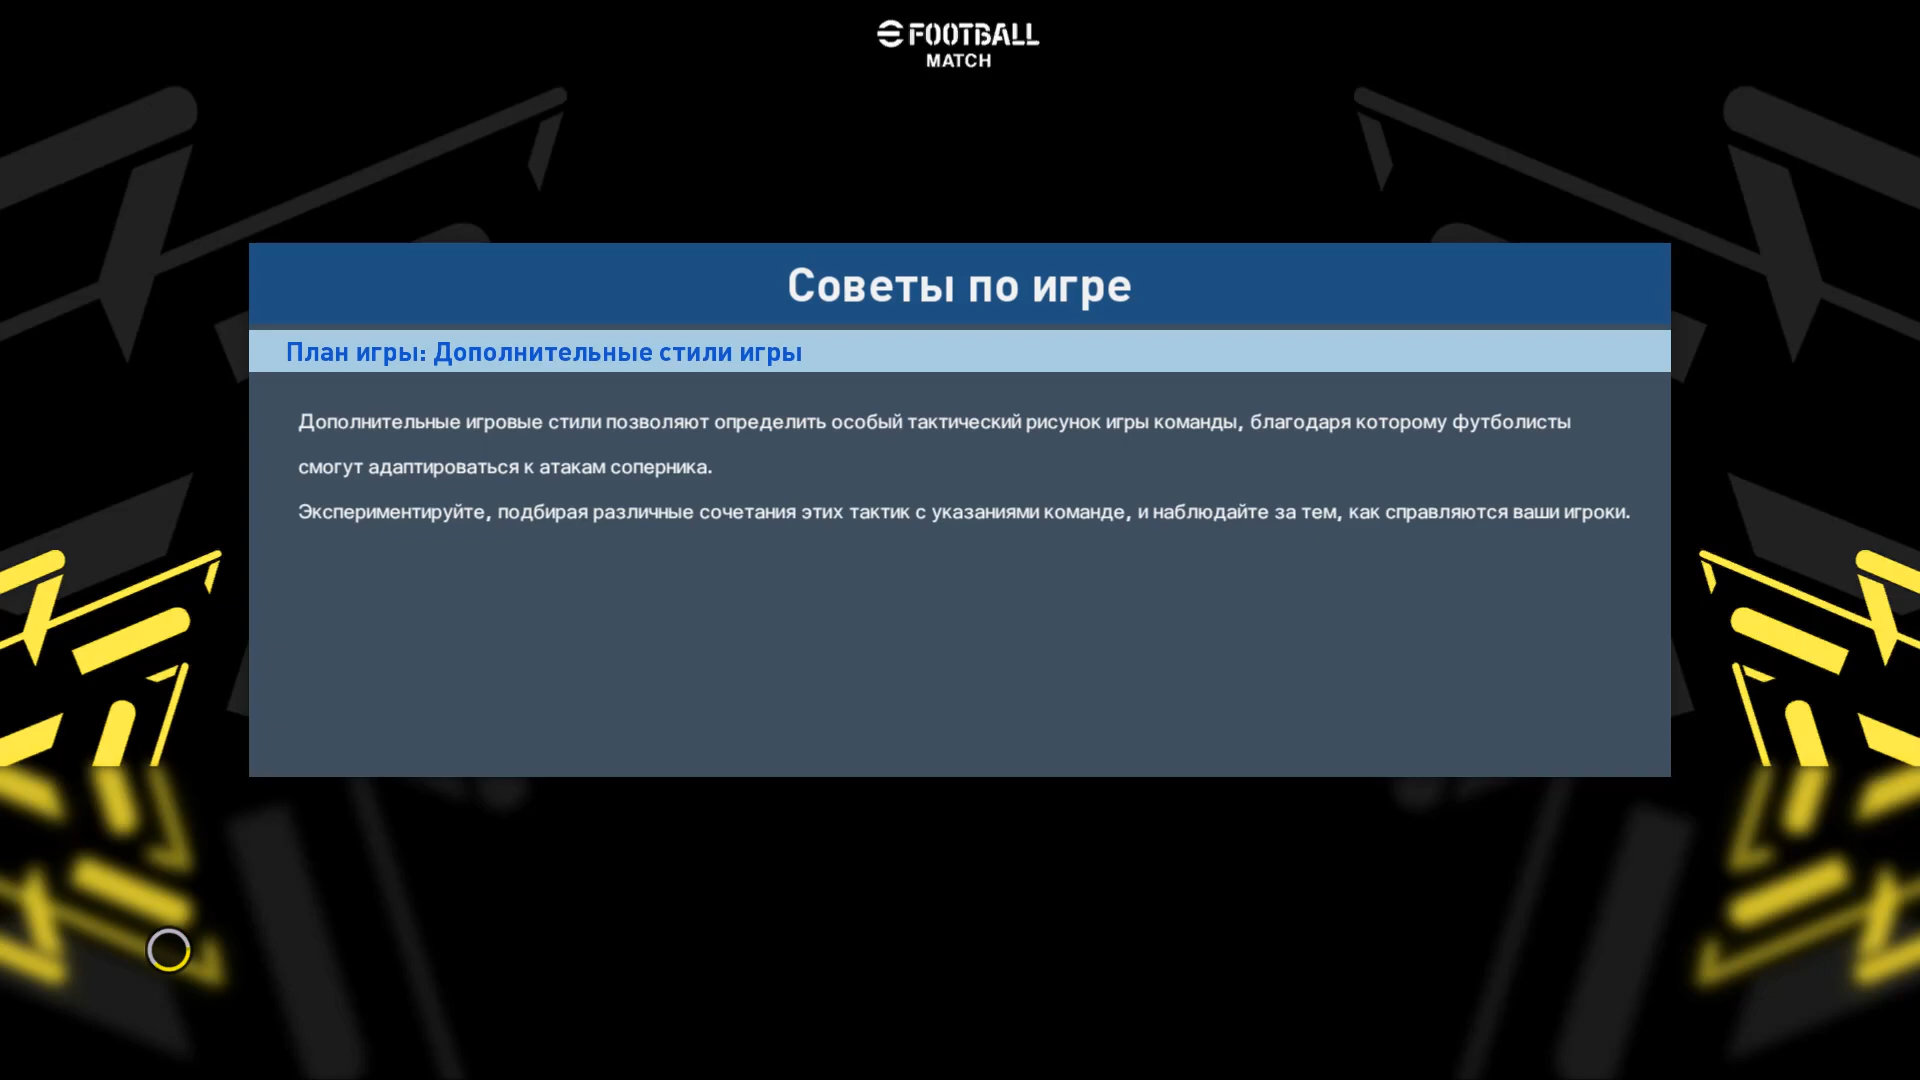 FOOTBALL
MATCH
Советы по игре
План игры: Дополнительные стили игры
Дополнительные игровые стили позволяют определить особый тактический рисунок игры команды, благодаря которому футболисты
смогут адаптироваться к атакам соперника.
Экспериментируйте, подбирая различные сочетания этих тактик с указаниями команде, и наблюдайте за тем, как справляются ваши игроки.